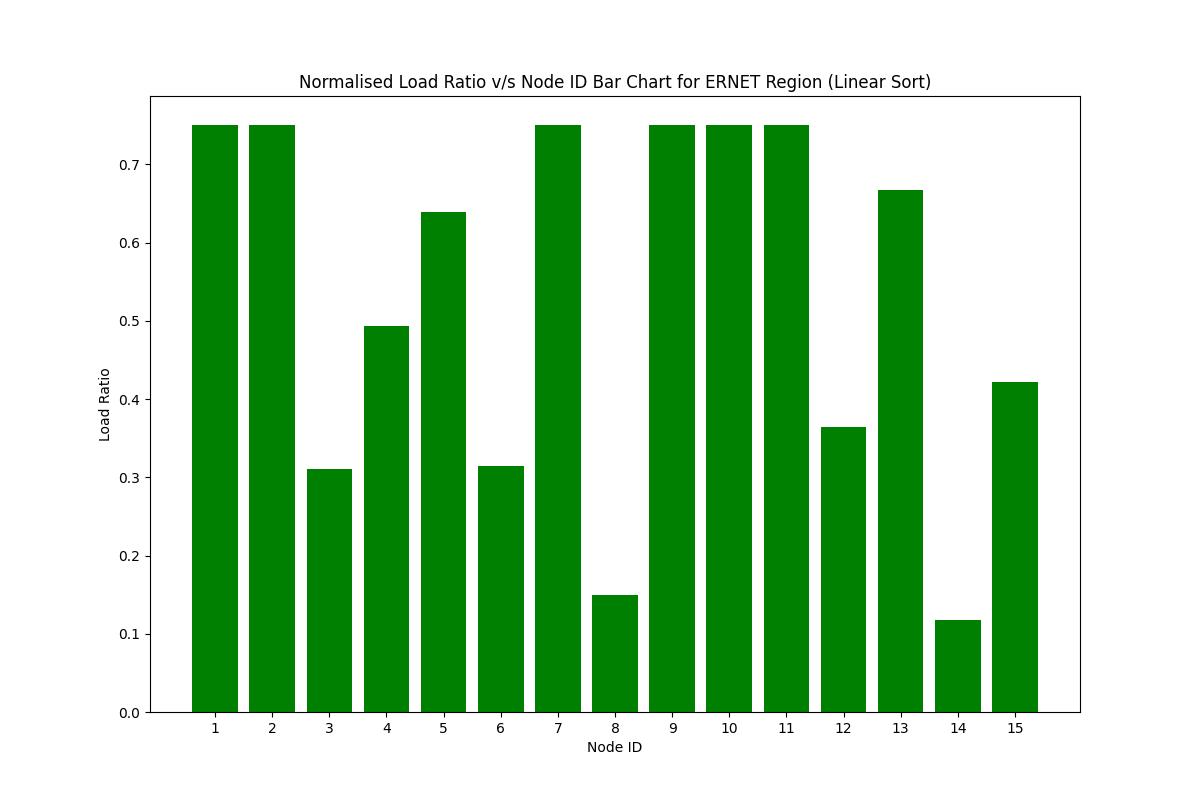 Normalised Load Ratio v/s Node ID Bar Chart for ERNET Region (Linear Sort)
0.7
0.6
0.5
0.4
0.3
0.2
0.1
0.0
Load Ratio
1 2 3 4 5 6 7 8 9 10 11 12 13 14 15
Node ID